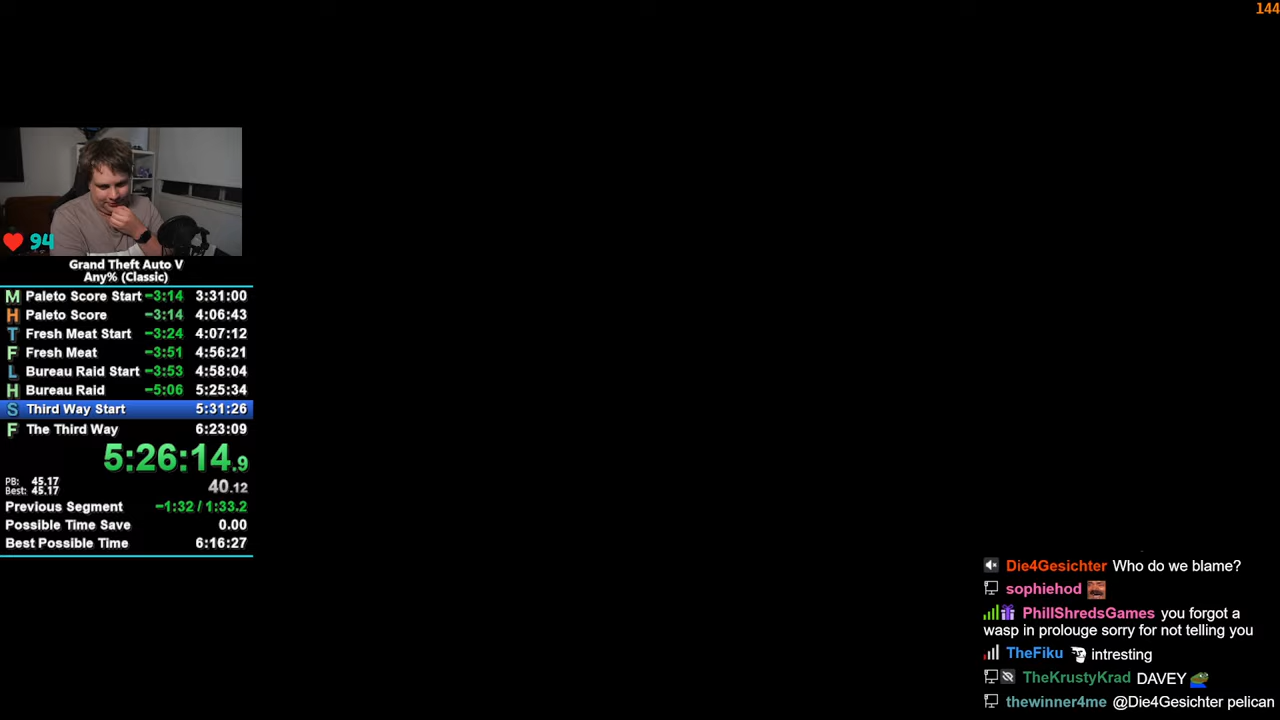 144
94
Grand Theft Auto V
Any% (Classic)
M Paleto Score Start −3:14 3:31:00
H Paleto Score −3:14 4:06:43
T Fresh Meat Start −3:24 4:07:12
F Fresh Meat −3:51 4:56:21
L Bureau Raid Start −3:53 4:58:04
H Bureau Raid −5:06 5:25:34
S Third Way Start 5:31:26
F The Third Way 6:23:09
5:26:14.9
PB: 45.17 40.12
Best: 45.17
Previous Segment −1:32 / 1:33.2
Possible Time Save 0.00
Best Possible Time 6:16:27
Die4Gesichter Who do we blame?
sophiehod
PhillShredsGames you forgot a
wasp in prolouge sorry for not telling you
TheFiku intresting
TheKrustyKrad DAVEY
thewinner4me @Die4Gesichter pelican